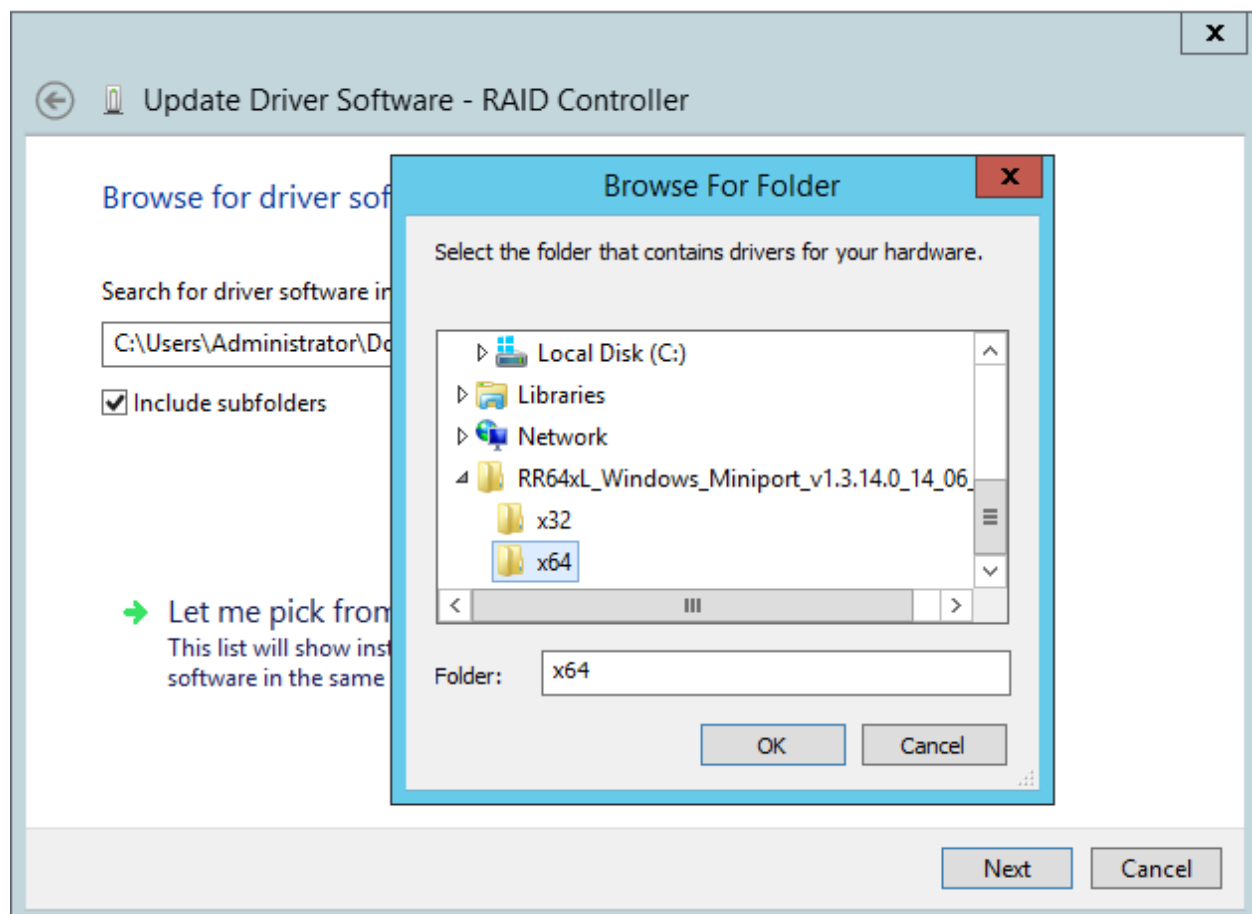 x
Update Driver Software - RAID Controller
Browse for driver sof
Search for driver software in
C:\Users\Administrator\Do
Include subfolders
Let me pick from
This list will show inst
software in the same
Browse For Folder
x
Select the folder that contains drivers for your hardware.
Local Disk (C:)
Libraries
Network
RR64xL_Windows_Miniport_v1.3.14.0_14_06_
x32
x64
Folder:
x64
OK
Cancel
Next
Cancel